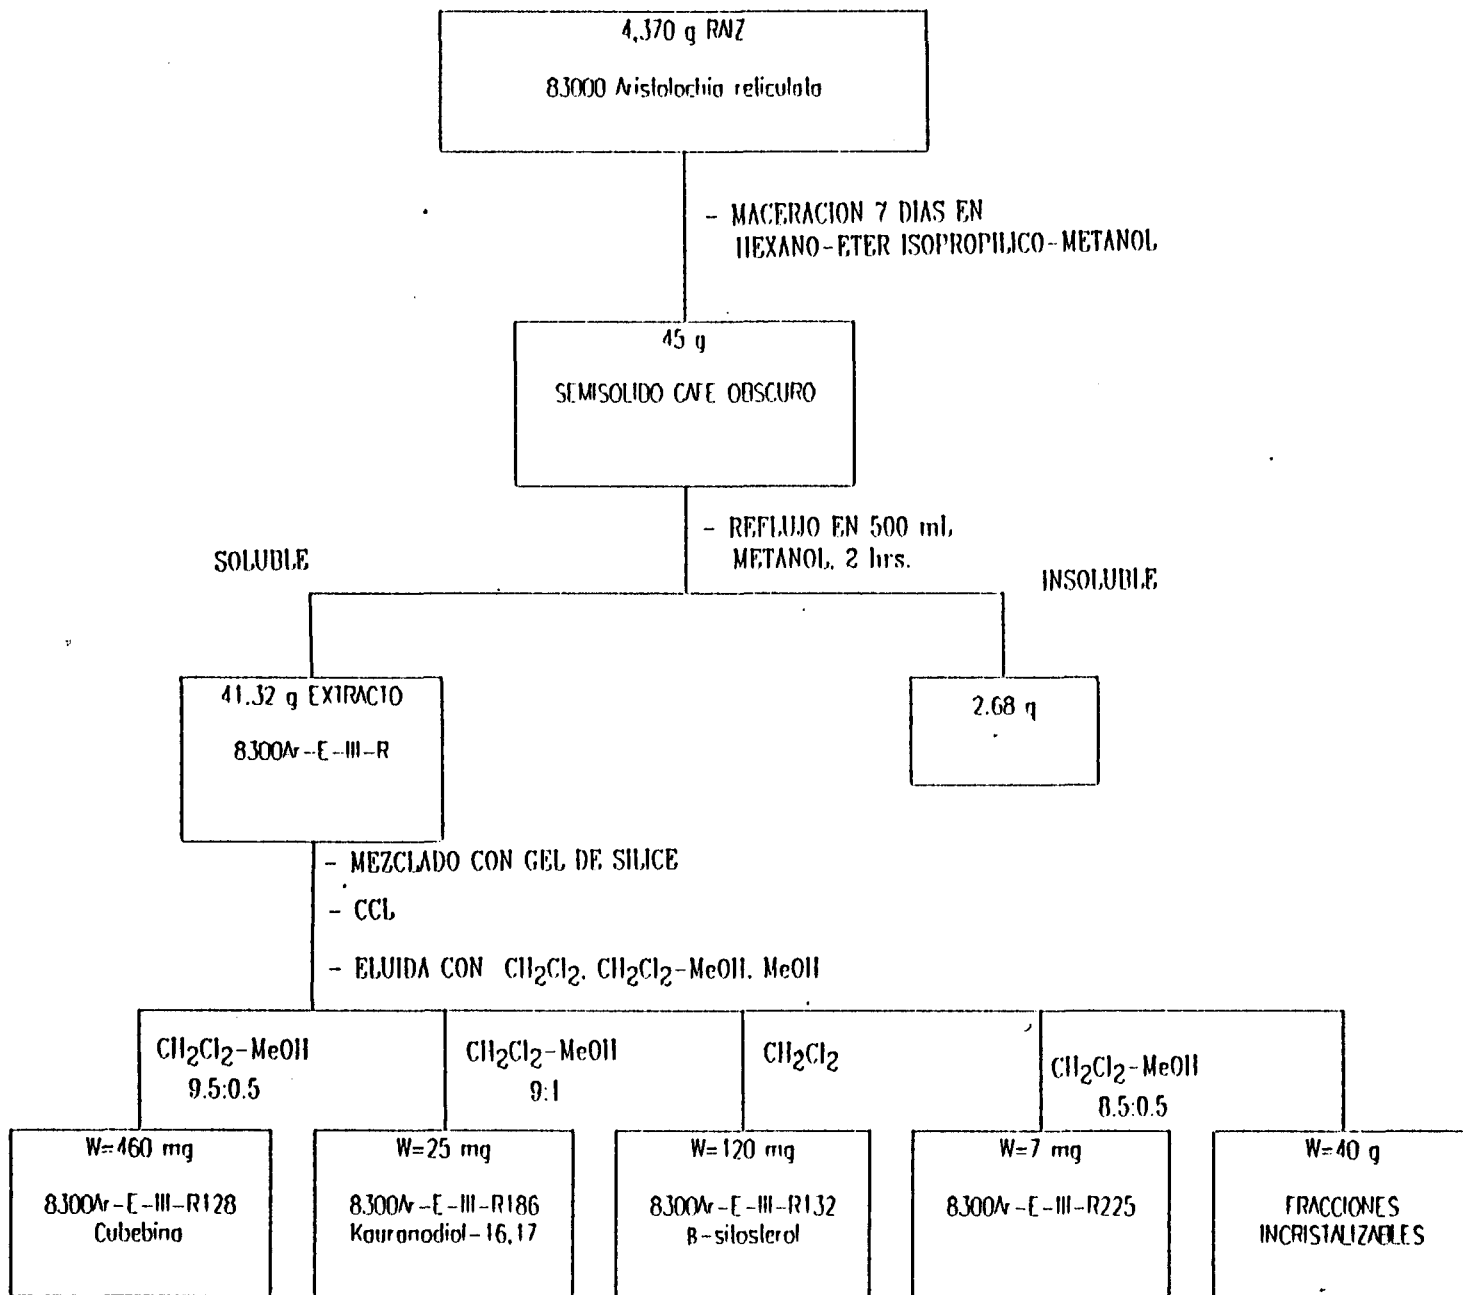 4,370 g RAIZ
83000 Aristolochia reticulata
- MACERACION 7 DIAS EN
HEXANO-ETER ISOPROPILICO-METANOL
45 g
SEMISOLIDO CAFE OBSCURO
- REFLUJO EN 500 ml,
METANOL, 2 hrs.
SOLUBLE
INSOLUBLE
41.32 g EXTRACTO
8300Ar-E-III-R
2.68 g
- MEZCLADO CON GEL DE SILICE
- CCL
- ELUIDA CON CH₂Cl₂, CH₂Cl₂-MeOH, MeOH
CH₂Cl₂-MeOH
9.5:0.5
CH₂Cl₂-MeOH
9:1
CH₂Cl₂
CH₂Cl₂-MeOH
8.5:0.5
W=460 mg
8300Ar-E-III-R128
Cubebina
W=25 mg
8300Ar-E-III-R186
Kauranodiol-16,17
W=120 mg
8300Ar-E-III-R132
B-sitosterol
W=7 mg
8300Ar-E-III-R225
W=40 g
FRACCIONES
INCRISTALIZABLES